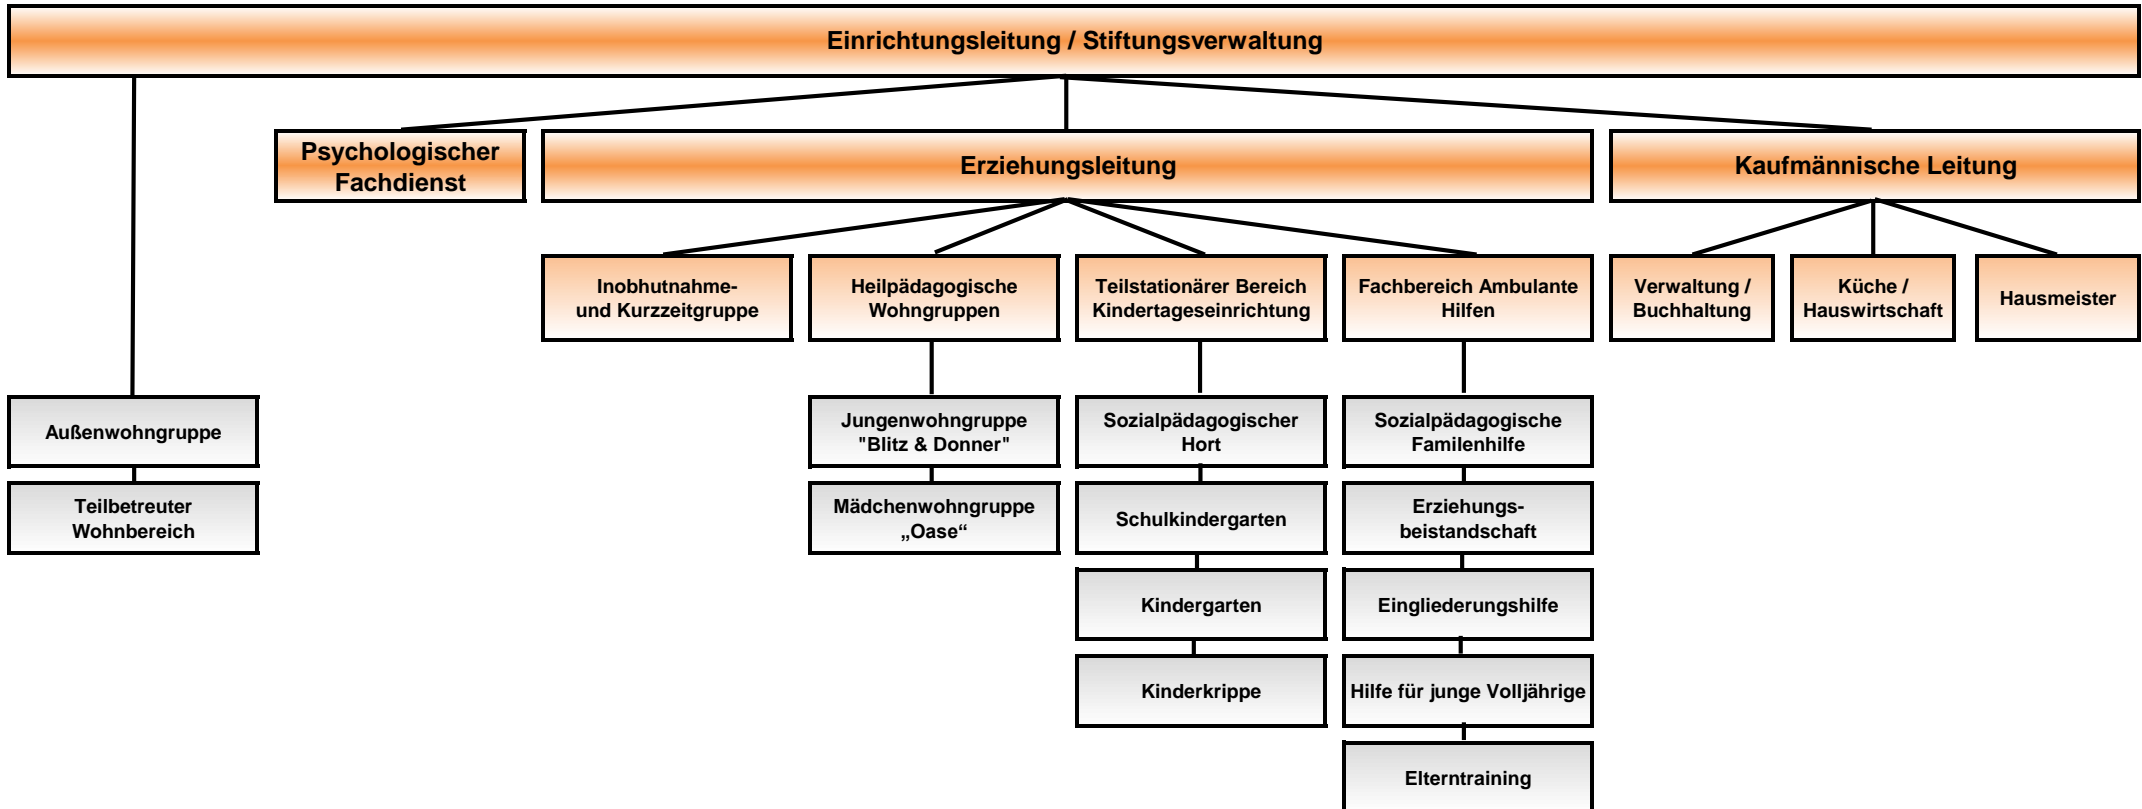 Einrichtungsleitung / Stiftungsverwaltung
Psychologischer
Fachdienst
Erziehungsleitung
Kaufmännische Leitung
Inobhutnahme-
und Kurzzeitgruppe
Heilpädagogische
Wohngruppen
Teilstationärer Bereich
Kindertageseinrichtung
Fachbereich Ambulante
Hilfen
Verwaltung /
Buchhaltung
Küche /
Hauswirtschaft
Hausmeister
Außenwohngruppe
Jungenwohngruppe
"Blitz & Donner"
Sozialpädagogischer
Hort
Sozialpädagogische
Familenhilfe
Teilbetreuter
Wohnbereich
Mädchenwohngruppe
„Oase“
Schulkindergarten
Erziehungs-
beistandschaft
Kindergarten
Eingliederungshilfe
Kinderkrippe
Hilfe für junge Volljährige
Elterntraining